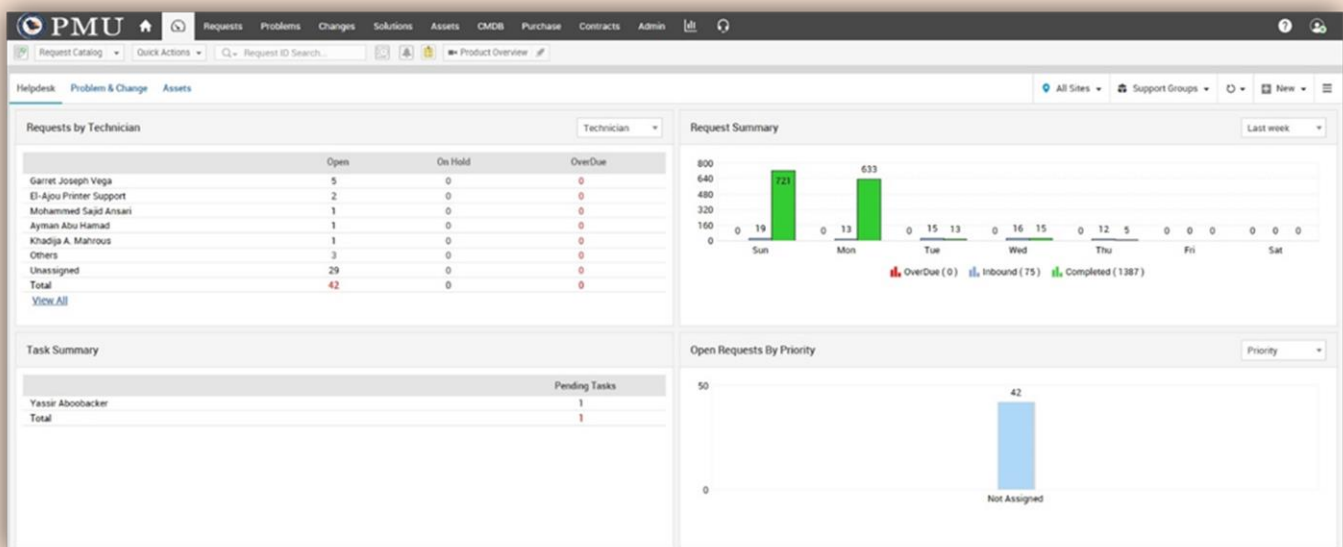 PMU Requests Problems Changes Solutions Assets CMDB Purchase Contracts Admin
Request Catalog Quick Actions Request ID Search... Product Overview
Helpdesk Problem & Change Assets All Sites Support Groups New
Requests by Technician Technician
Open On Hold OverDue
Garret Joseph Vega 5 0 0
El-Ajou Printer Support 2 0 0
Mohammed Sajid Ansari 1 0 0
Ayman Abu Hamad 1 0 0
Khadija A. Mahrous 1 0 0
Others 3 0 0
Unassigned 29 0 0
Total 42 0 0
View All
Request Summary Last week
800
640
480
320
160
0
0 19 721
0 13 633
0 15 13
0 16 15
0 12 5
0 0 0
0 0 0
Sun Mon Tue Wed Thu Fri Sat
OverDue ( 0 ) Inbound ( 75 ) Completed ( 1387 )
Task Summary
Pending Tasks
Yassir Aboobacker 1
Total 1
Open Requests By Priority Priority
50
42
0
Not Assigned